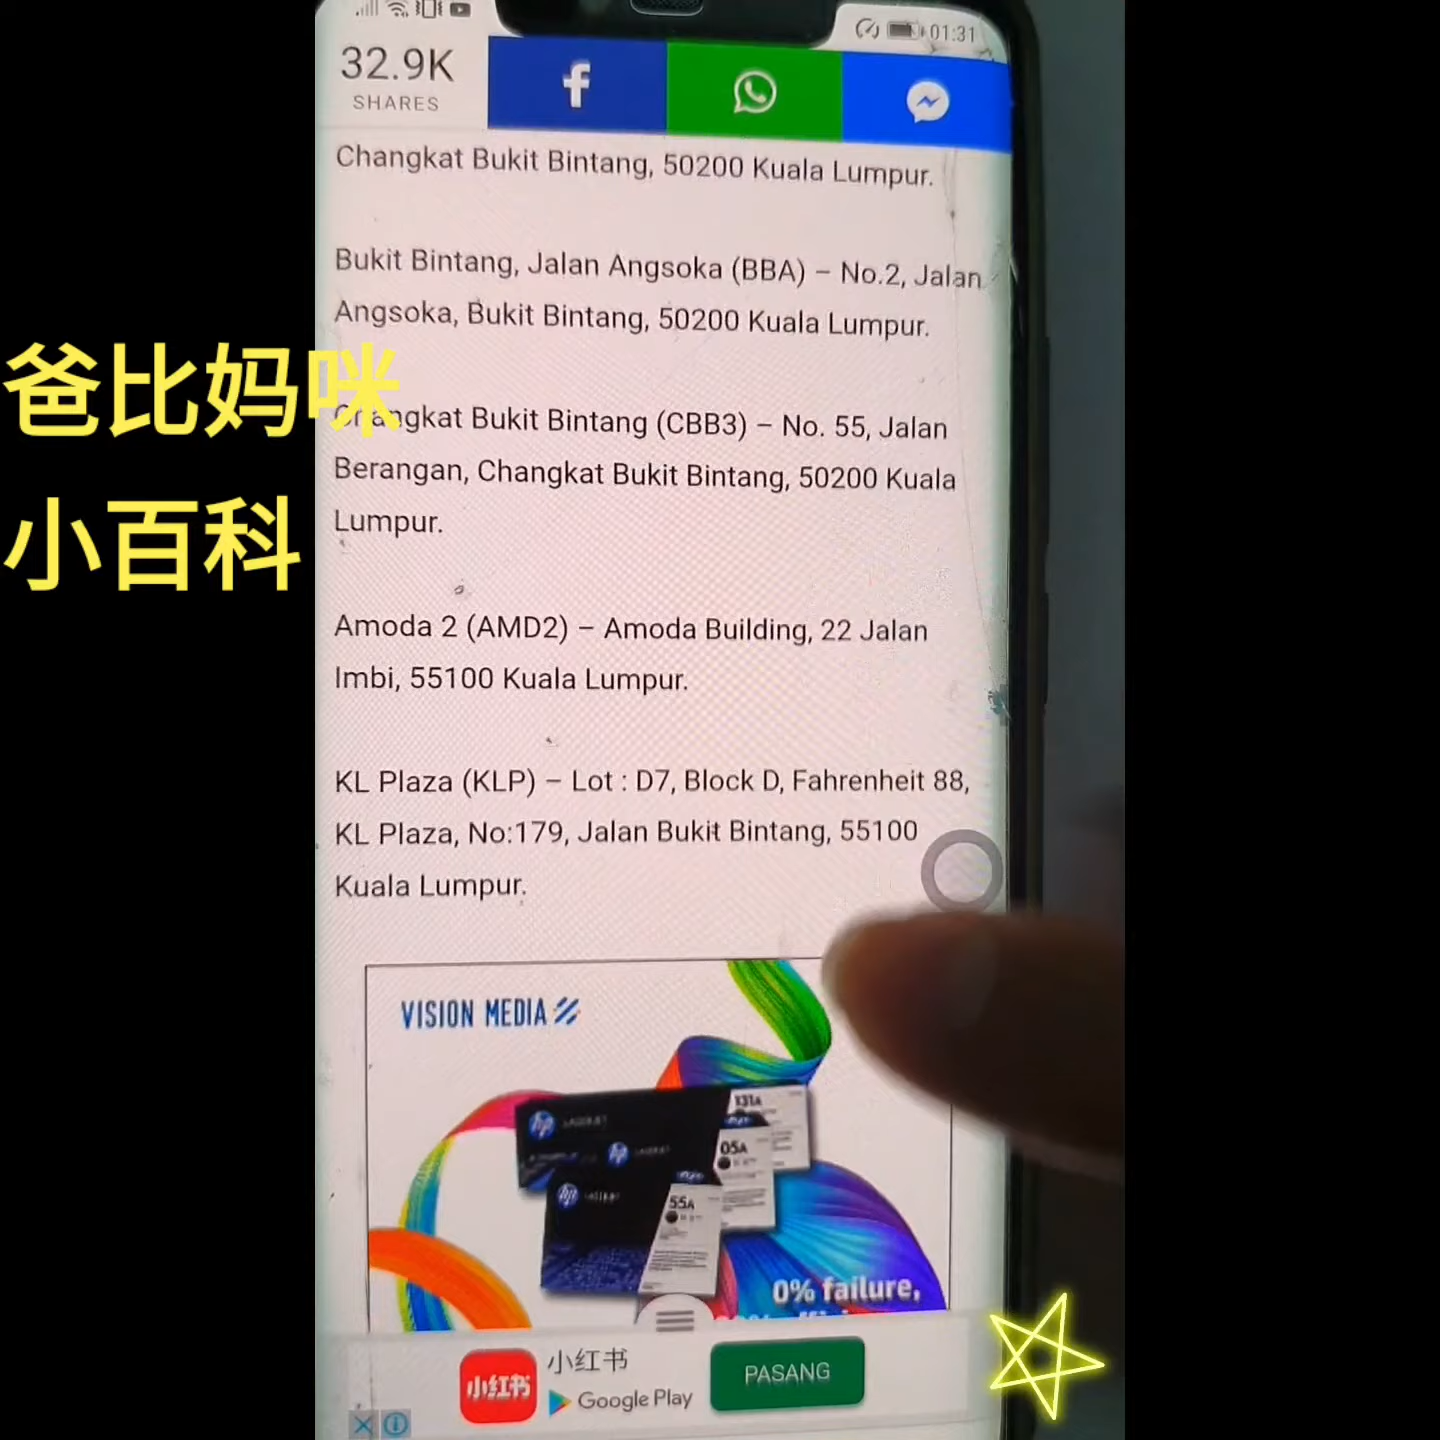 01:31
32.9K
SHARES
Changkat Bukit Bintang, 50200 Kuala Lumpur.
Bukit Bintang, Jalan Angsoka (BBA) – No.2, Jalan
Angsoka, Bukit Bintang, 50200 Kuala Lumpur.
爸比妈咪
小百科
Changkat Bukit Bintang (CBB3) – No. 55, Jalan
Berangan, Changkat Bukit Bintang, 50200 Kuala
Lumpur.
Amoda 2 (AMD2) – Amoda Building, 22 Jalan
Imbi, 55100 Kuala Lumpur.
KL Plaza (KLP) – Lot : D7, Block D, Fahrenheit 88,
KL Plaza, No:179, Jalan Bukit Bintang, 55100
Kuala Lumpur.
VISION MEDIA
131A
05A
55A
hp
0% failure,
小红书
小红书
Google Play
PASANG